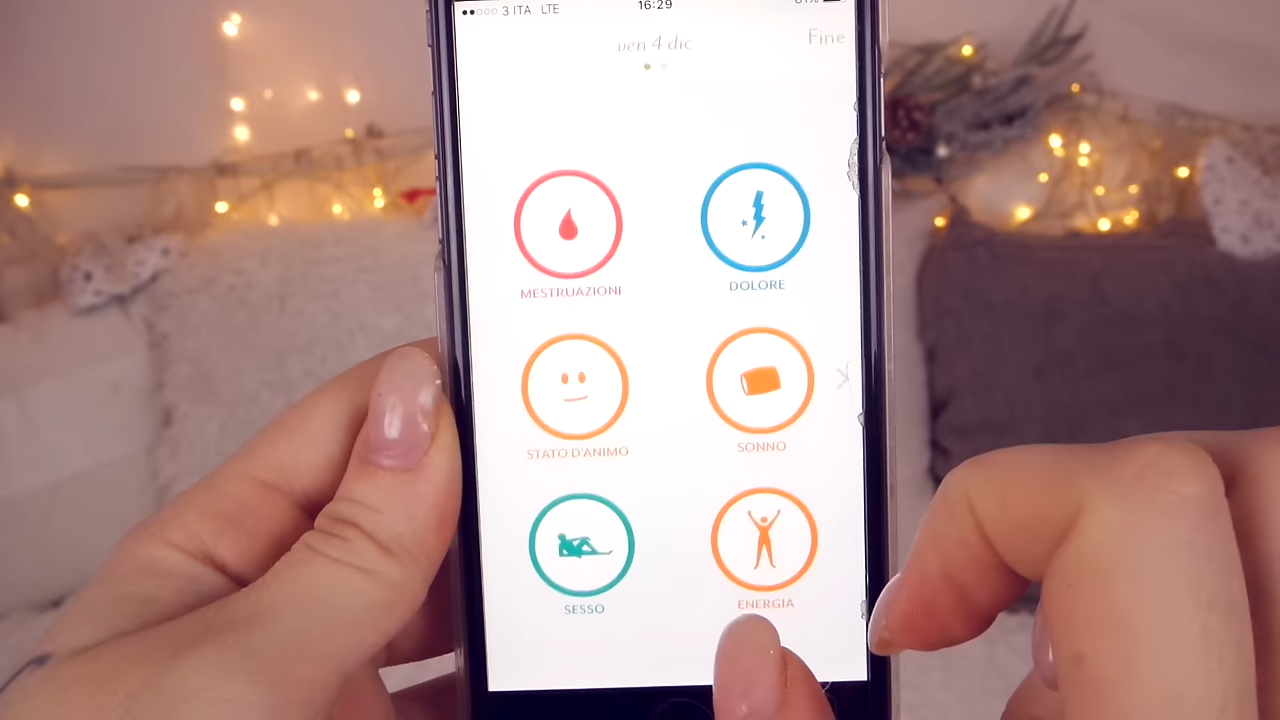 3 ITA LTE 16:29
ven 4 dic Fine
MESTRUAZIONI DOLORE
STATO D'ANIMO SONNO
SESSO ENERGIA